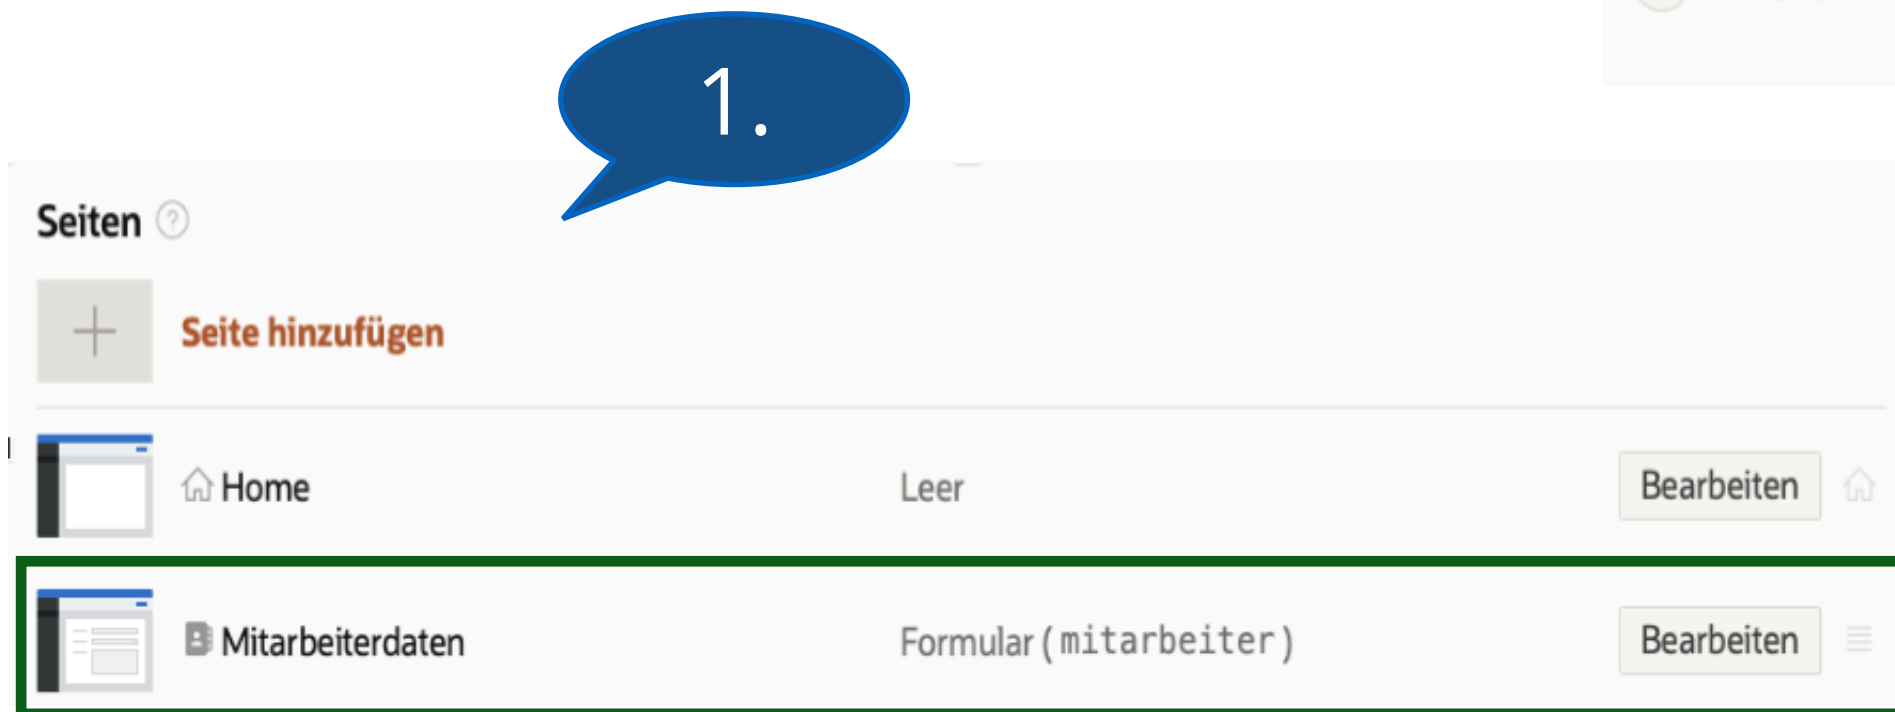 1.
Seiten ?
Seite hinzufügen
Home Leer Bearbeiten
Mitarbeiterdaten Formular (mitarbeiter) Bearbeiten